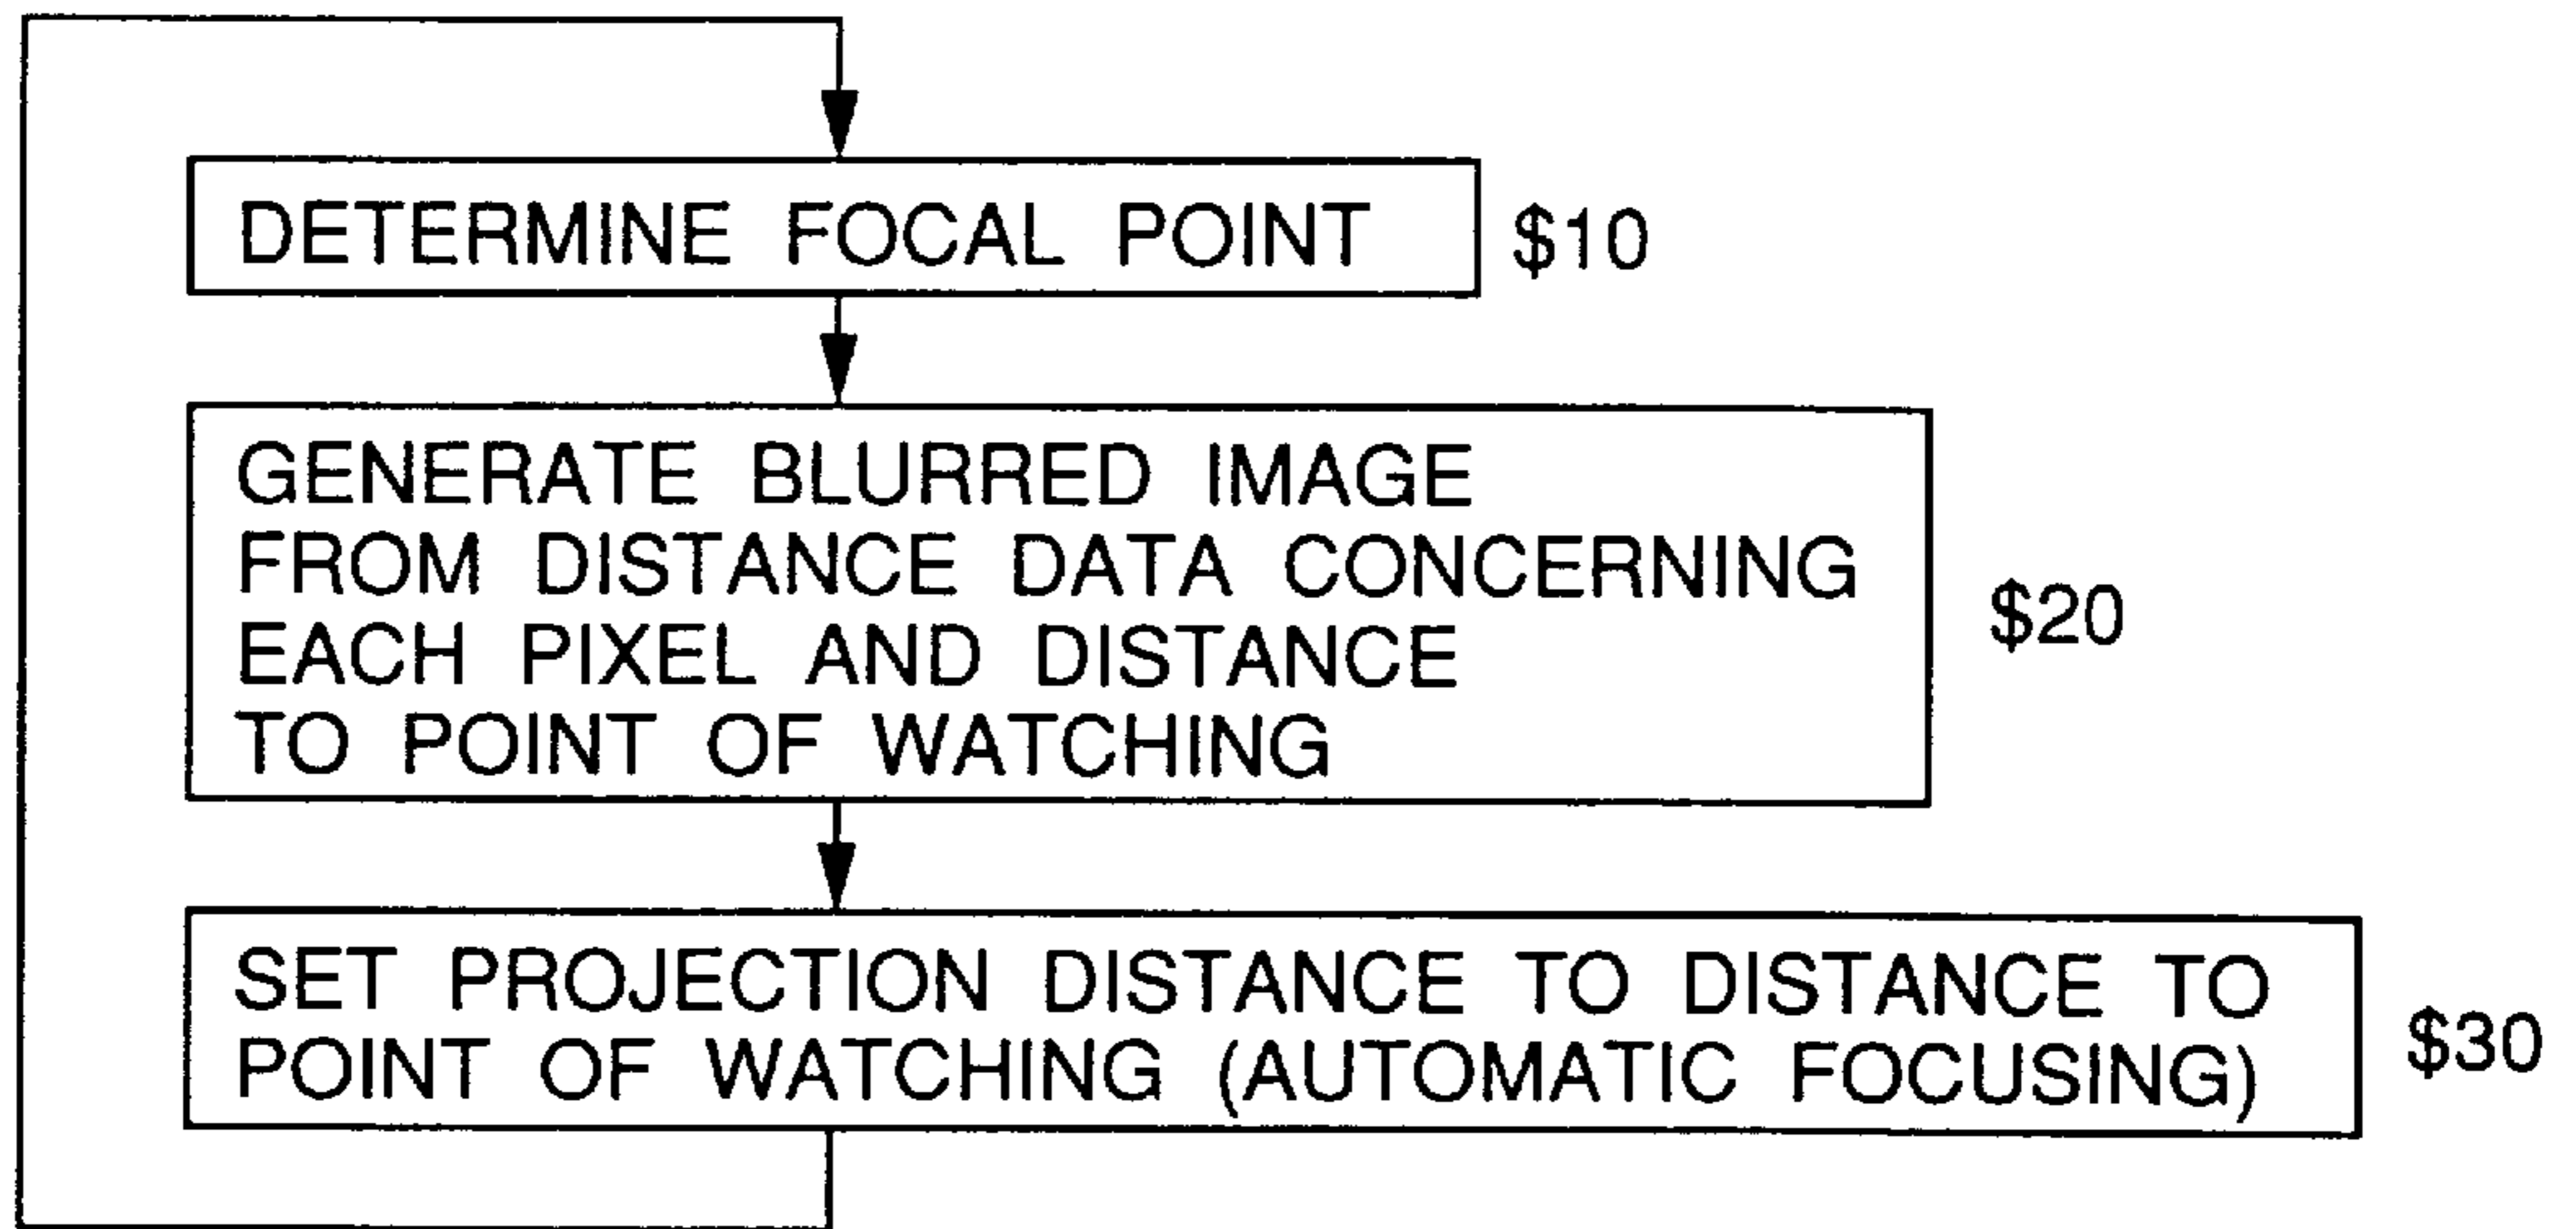 DETERMINE FOCAL POINT
$10
GENERATE BLURRED IMAGE
FROM DISTANCE DATA CONCERNING
EACH PIXEL AND DISTANCE
TO POINT OF WATCHING
$20
SET PROJECTION DISTANCE TO DISTANCE TO
POINT OF WATCHING (AUTOMATIC FOCUSING)
$30